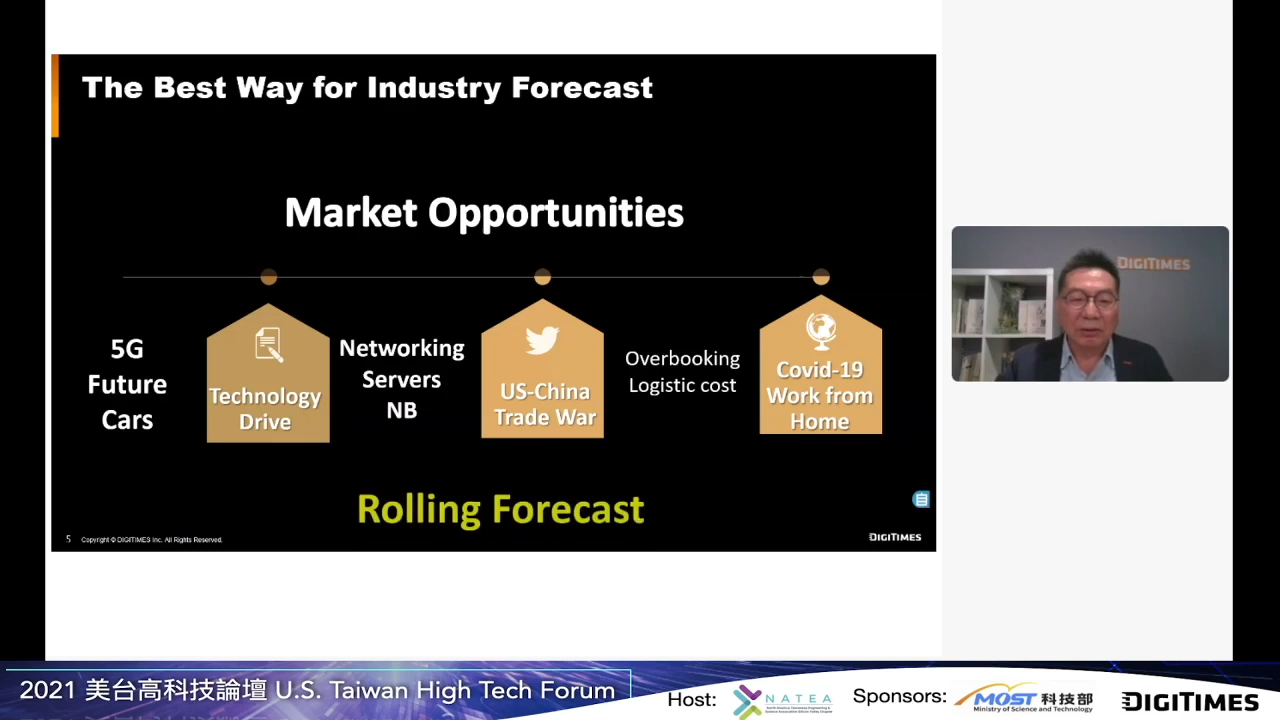 The Best Way for Industry Forecast
Market Opportunities
5G
Future
Cars
Technology
Drive
Networking
Servers
NB
US-China
Trade War
Overbooking
Logistic cost
Covid-19
Work from
Home
Rolling Forecast
5 Copyright © DIGITIMES Inc. All Rights Reserved.
DIGITIMES
DIGITIMES
2021 美台高科技論壇 U.S. Taiwan High Tech Forum
Host:
NATEA
Sponsors:
MOST 科技部
Ministry of Science and Technology
DIGITIMES